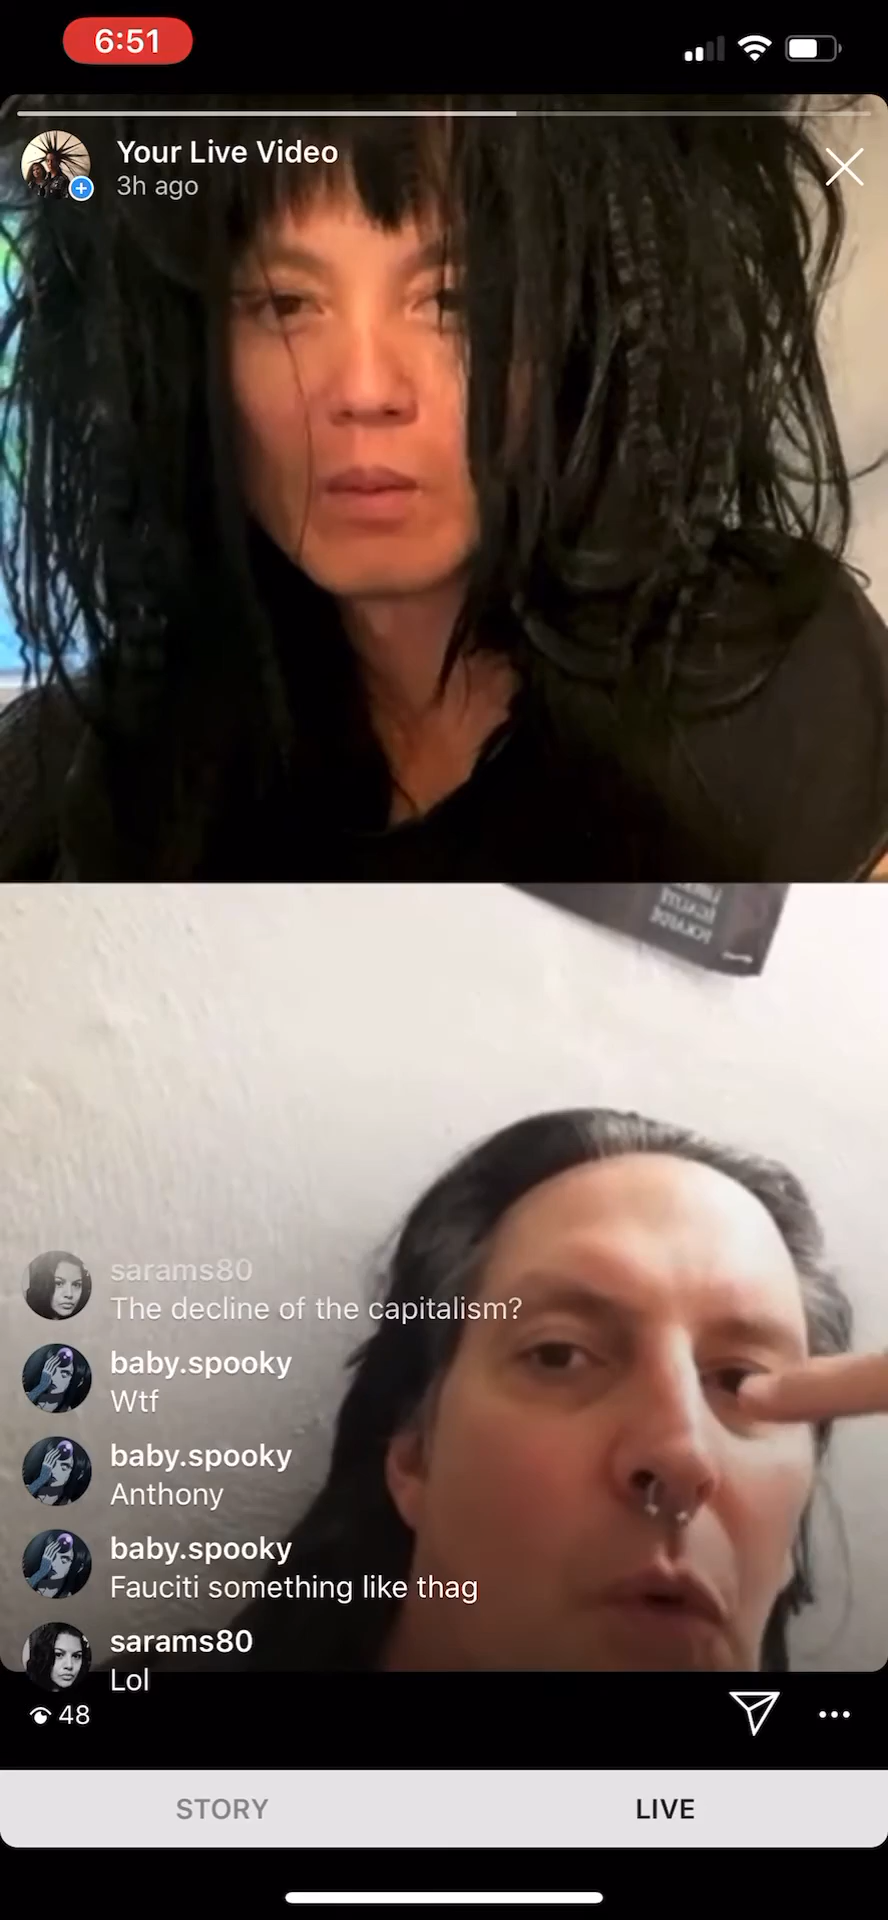 6:51
Your Live Video
3h ago
sarams80
The decline of the capitalism?
baby.spooky
Wtf
baby.spooky
Anthony
baby.spooky
Fauciti something like thag
sarams80
Lol
48
STORY
LIVE